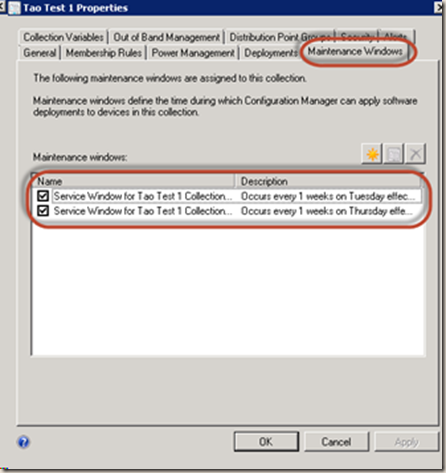 Tao Test 1 Properties
Collection Variables Out of Band Management Distribution Point Groups Security Alerts
General Membership Rules Power Management Deployments Maintenance Windows
The following maintenance windows are assigned to this collection.
Maintenance windows define the time during which Configuration Manager can apply software
deployments to devices in this collection.
Maintenance windows:
Name Description
Service Window for Tao Test 1 Collection... Occurs every 1 weeks on Tuesday effec...
Service Window for Tao Test 1 Collection... Occurs every 1 weeks on Thursday effe...
OK Cancel Apply